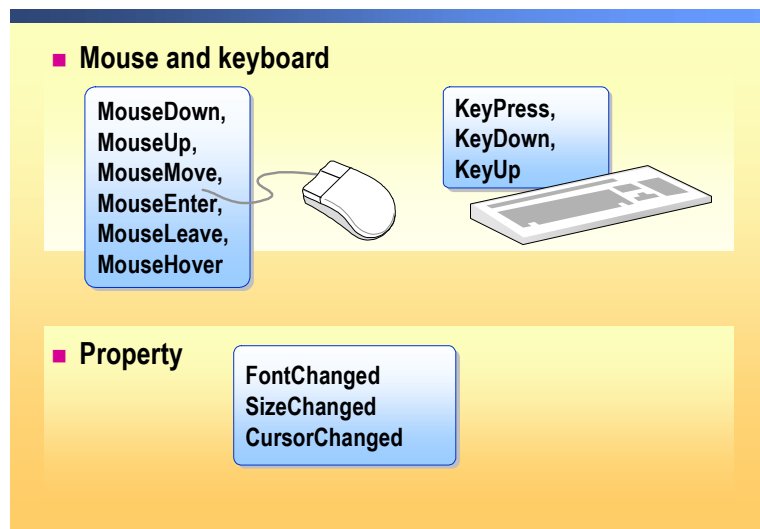 Mouse and keyboard
MouseDown,
MouseUp,
MouseMove,
MouseEnter,
MouseLeave,
MouseHover
KeyPress,
KeyDown,
KeyUp
Property
FontChanged
SizeChanged
CursorChanged